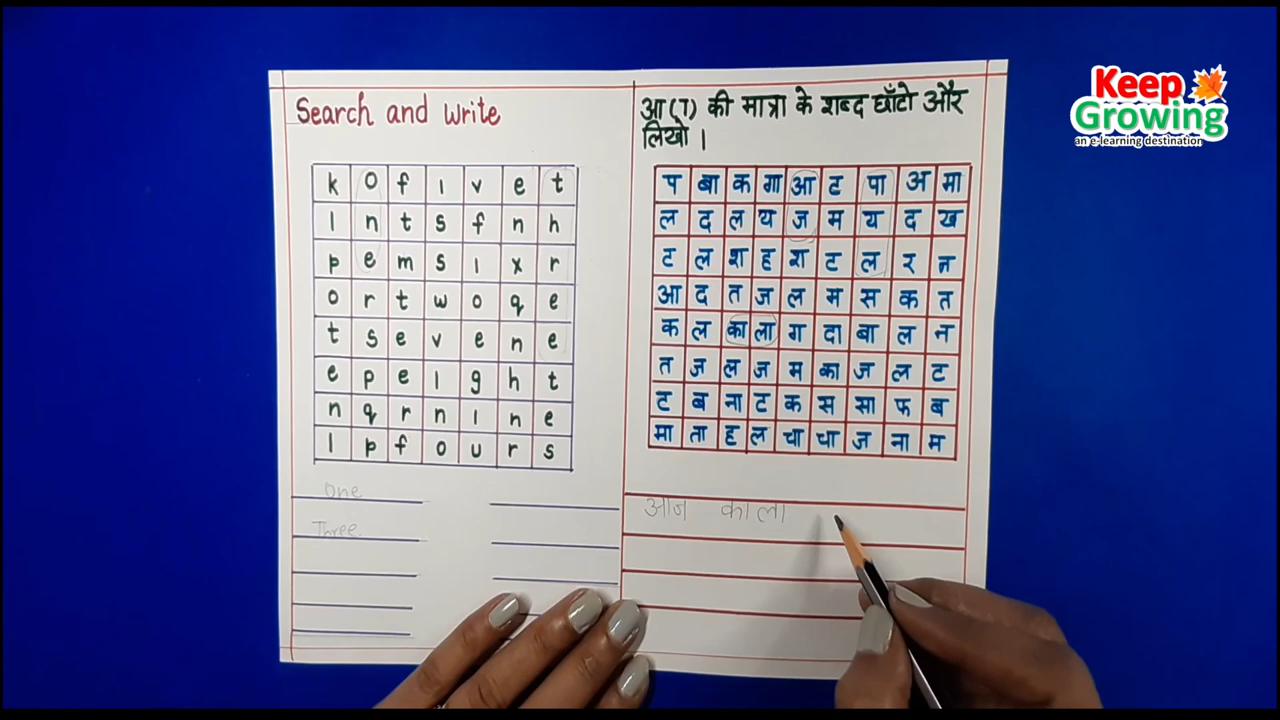 Search and write
k o f i v e t
l n t s f n h
p e m s i x r
o r t w o q e
t s e v e n e
e p e i g h t
n q r n i n e
l p f o u r s
One
Three
आ (ा) की मात्रा के शब्द छाँटो और
लिखो ।
प बा क गा आ ट पा अ मा
ल द ल य ज म य द ख
ट ल श ह श ट ल र न
आ द त ज ल म स क त
क ल का ला ग दा बा ल न
त ज ल ज म का ज ल ट
ट ब ना ट क स सा फ ब
मा ता ह ल चा चा ज ना म
आज काला
Keep
Growing
an e-learning destination